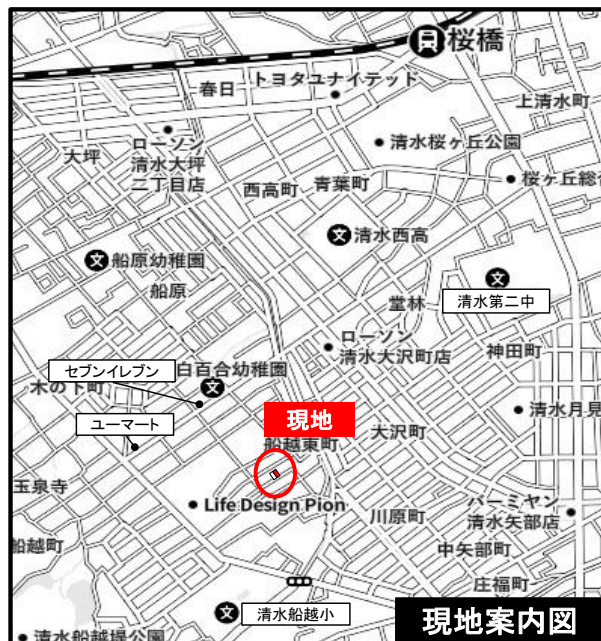 桜橋
トヨタユナイテッド
春日
上清水町
ローソン
清水大坪
二丁目店
大坪
清水桜ヶ丘公園
桜ヶ丘総合
西高町
青葉町
清水西高
船原幼稚園
船原
清水第二中
堂林
ローソン
清水大沢町店
神田町
セブンイレブン
白百合幼稚園
木の下町
ユーマート
現地
船越東町
大沢町
清水月見
玉泉寺
Life Design Pion
川原町
バーミヤン
清水矢部店
船越町
中矢部町
庄福町
清水船越小
清水船越堤公園
現地案内図